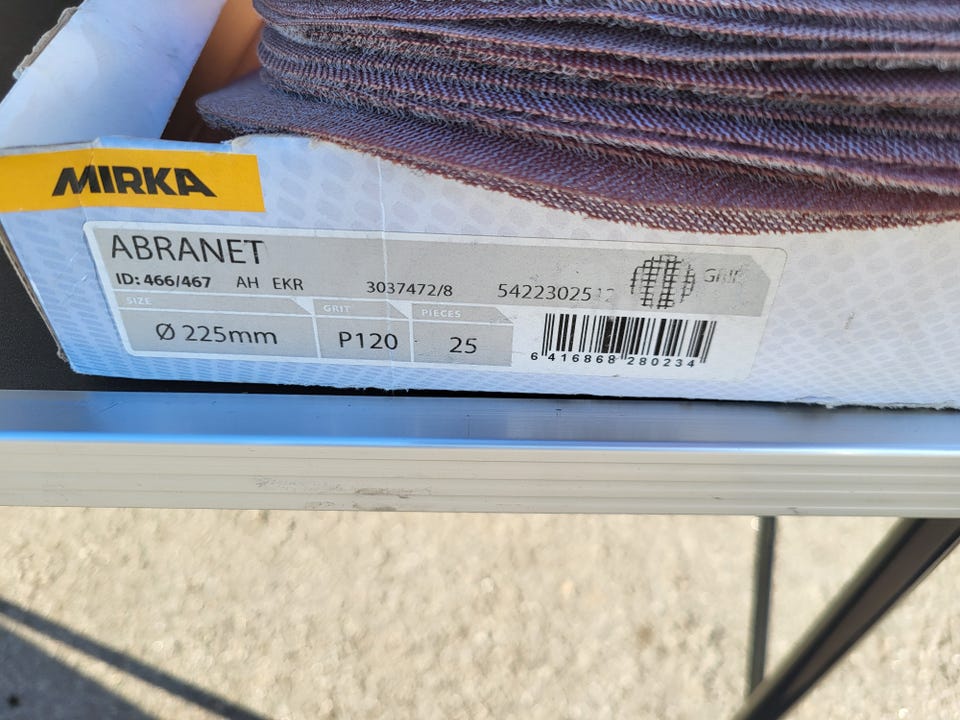 MIRKA
ABRANET
ID: 466/467 AH EKR 3037472/8 5422302512 GRIP
SIZE GRIT PIECES
Ø 225mm P120 25
6 416868 280234